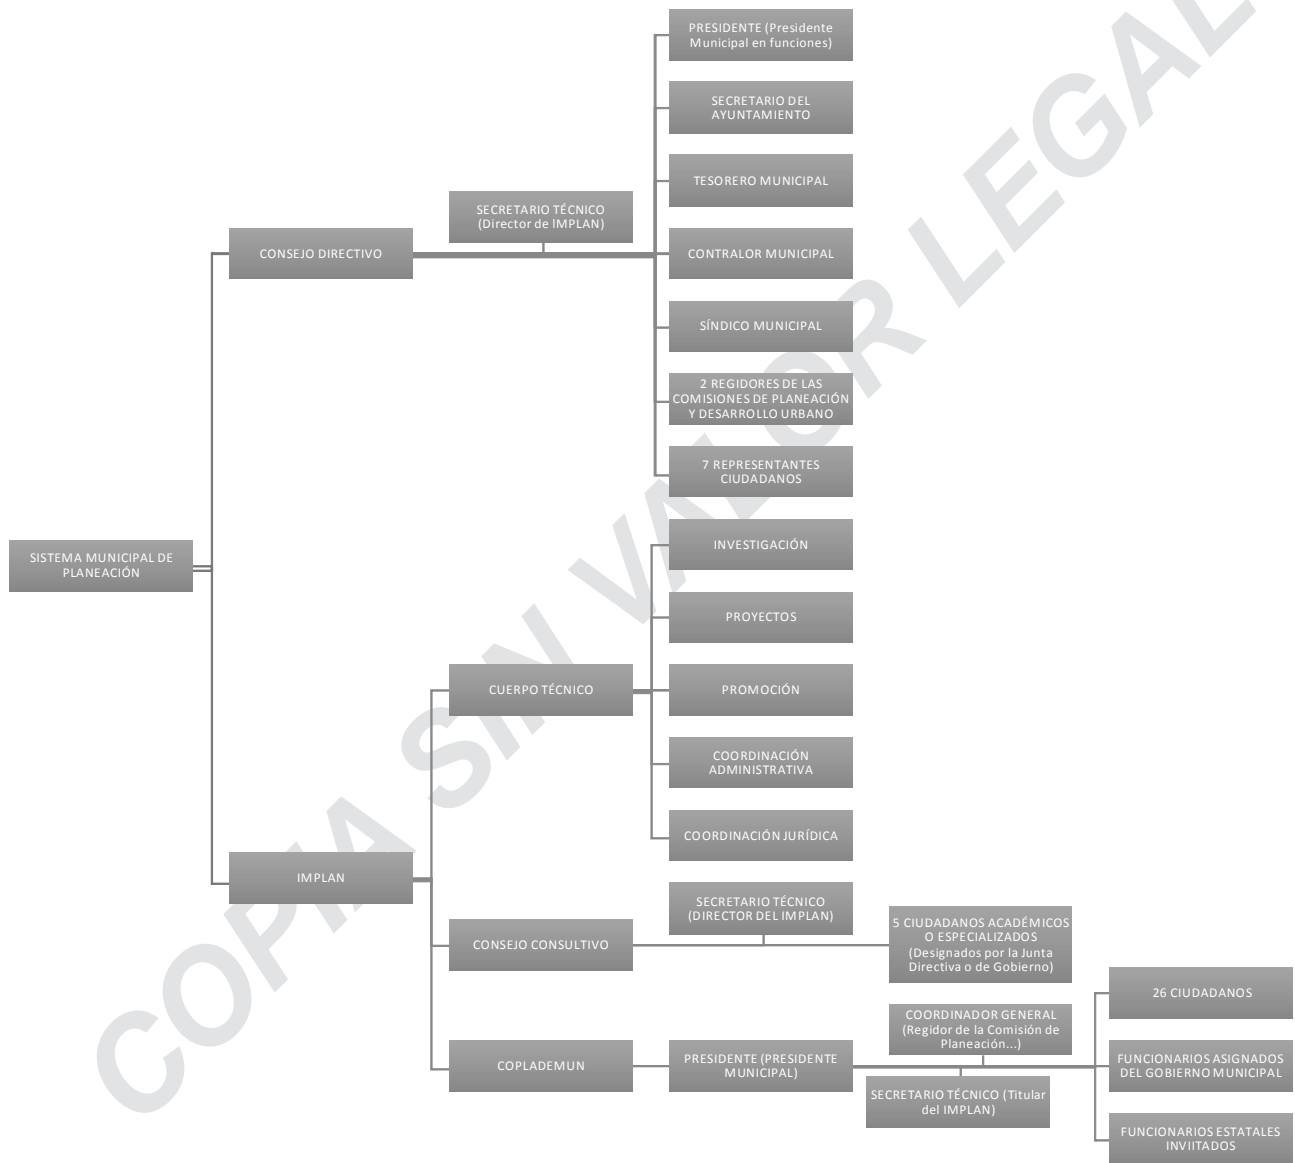 PRESIDENTE (Presidente
Municipal en funciones)
SECRETARIO DEL
AYUNTAMIENTO
TESORERO MUNICIPAL
SECRETARIO TÉCNICO
(Director de IMPLAN)
CONSEJO DIRECTIVO
CONTRALOR MUNICIPAL
SÍNDICO MUNICIPAL
2 REGIDORES DE LAS
COMISIONES DE PLANEACIÓN
Y DESARROLLO URBANO
7 REPRESENTANTES
CIUDADANOS
SISTEMA MUNICIPAL DE
PLANEACIÓN
INVESTIGACIÓN
PROYECTOS
CUERPO TÉCNICO
PROMOCIÓN
COORDINACIÓN
ADMINISTRATIVA
COORDINACIÓN JURÍDICA
IMPLAN
SECRETARIO TÉCNICO
(DIRECTOR DEL IMPLAN)
CONSEJO CONSULTIVO
5 CIUDADANOS ACADÉMICOS
O ESPECIALIZADOS
(Designados por la Junta
Directiva o de Gobierno)
COPLADEMUN
PRESIDENTE (PRESIDENTE
MUNICIPAL)
COORDINADOR GENERAL
(Regidor de la Comisión de
Planeación...)
SECRETARIO TÉCNICO (Titular
del IMPLAN)
26 CIUDADANOS
FUNCIONARIOS ASIGNADOS
DEL GOBIERNO MUNICIPAL
FUNCIONARIOS ESTATALES
INVIITADOS
COPIA SIN VALOR LEGAL